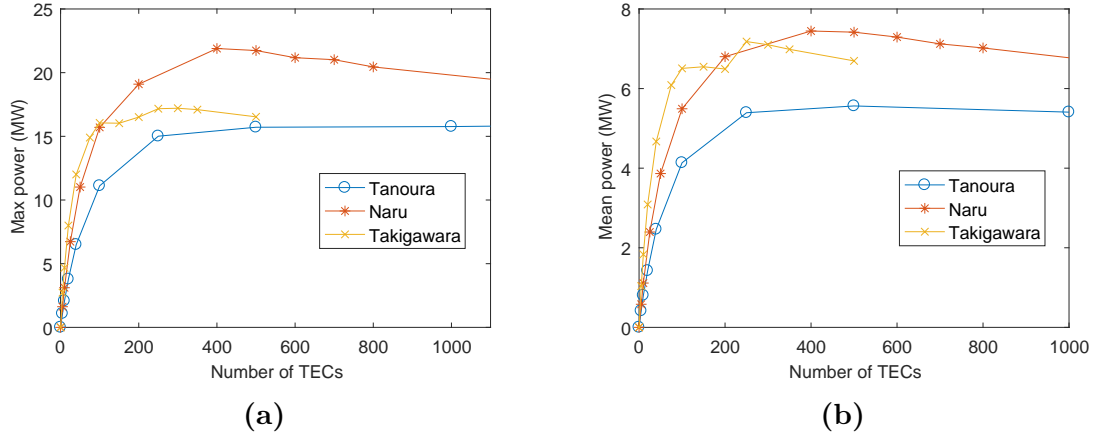 25
20
15
10
5
0
Max power (MW)
0 200 400 600 800 1000
Number of TECs
Tanoura
Naru
Takigawara
(a)
8
6
4
2
0
Mean power (MW)
0 200 400 600 800 1000
Number of TECs
Tanoura
Naru
Takigawara
(b)